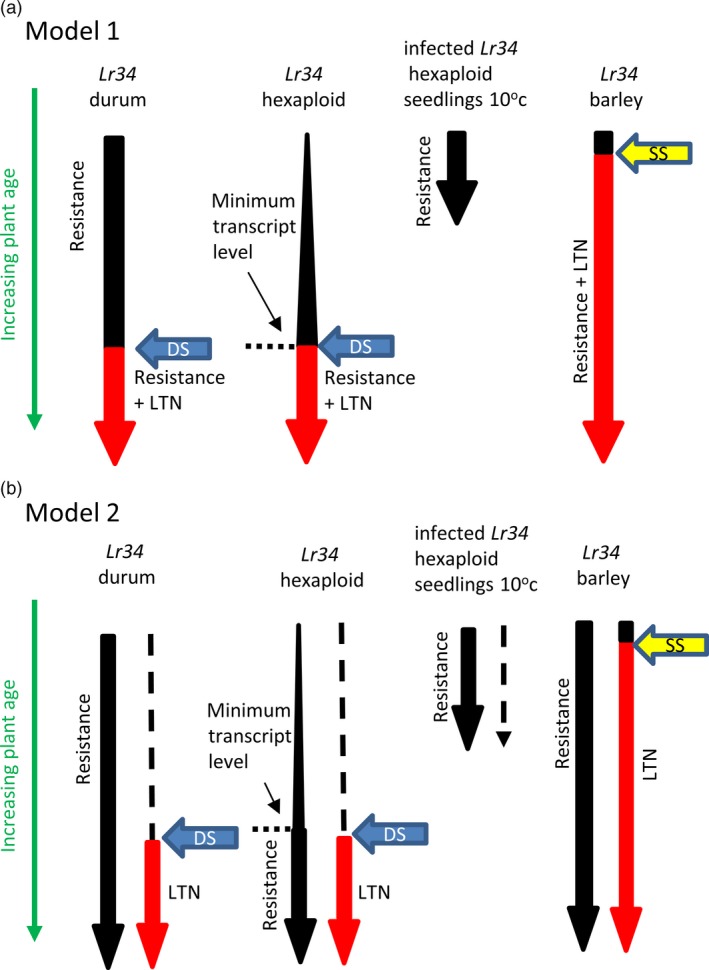 (a)
Model 1
Increasing plant age
Lr34
durum
Resistance
DS
Resistance
+ LTN
Lr34
hexaploid
Minimum
transcript
level
DS
Resistance
+ LTN
infected Lr34
hexaploid
seedlings 10°c
Resistance
Lr34
barley
SS
Resistance + LTN
(b)
Model 2
Increasing plant age
Lr34
durum
Resistance
DS
LTN
Lr34
hexaploid
Minimum
transcript
level
DS
Resistance
LTN
infected Lr34
hexaploid
seedlings 10°c
Resistance
Lr34
barley
SS
Resistance
LTN